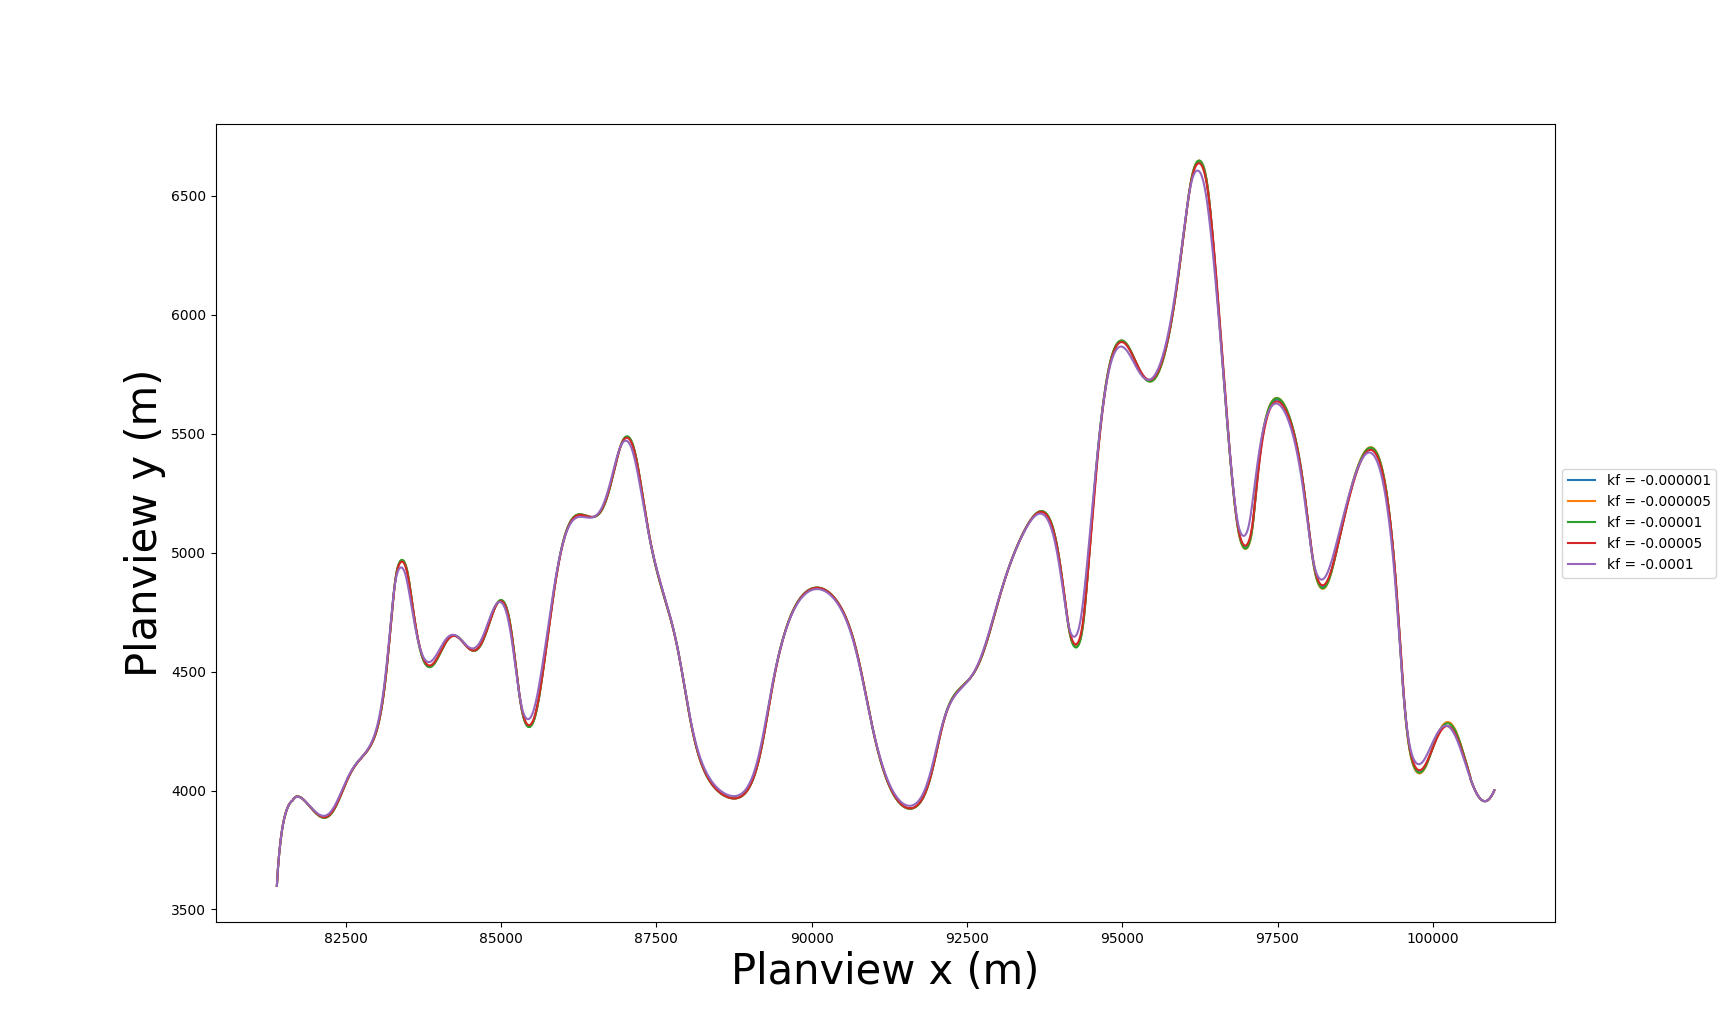 Planview y (m)
6500
6000
5500
5000
4500
4000
3500
82500 85000 87500 90000 92500 95000 97500 100000
Planview x (m)
kf = -0.000001
kf = -0.000005
kf = -0.00001
kf = -0.00005
kf = -0.0001